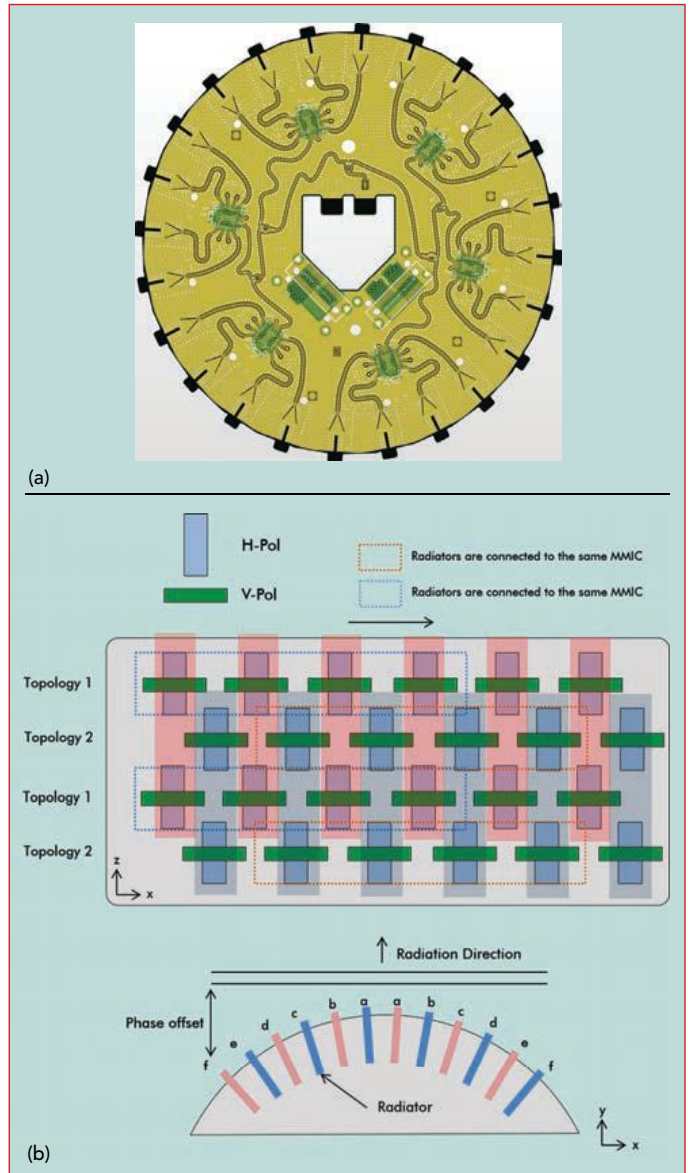 (a)
H-Pol
Radiators are connected to the same MMIC
V-Pol
Radiators are connected to the same MMIC
Topology 1
Topology 2
Topology 1
Topology 2
z
x
Radiation Direction
Phase offset
f
e
d
c
b
a
a
b
c
d
e
f
Radiator
y
x
(b)